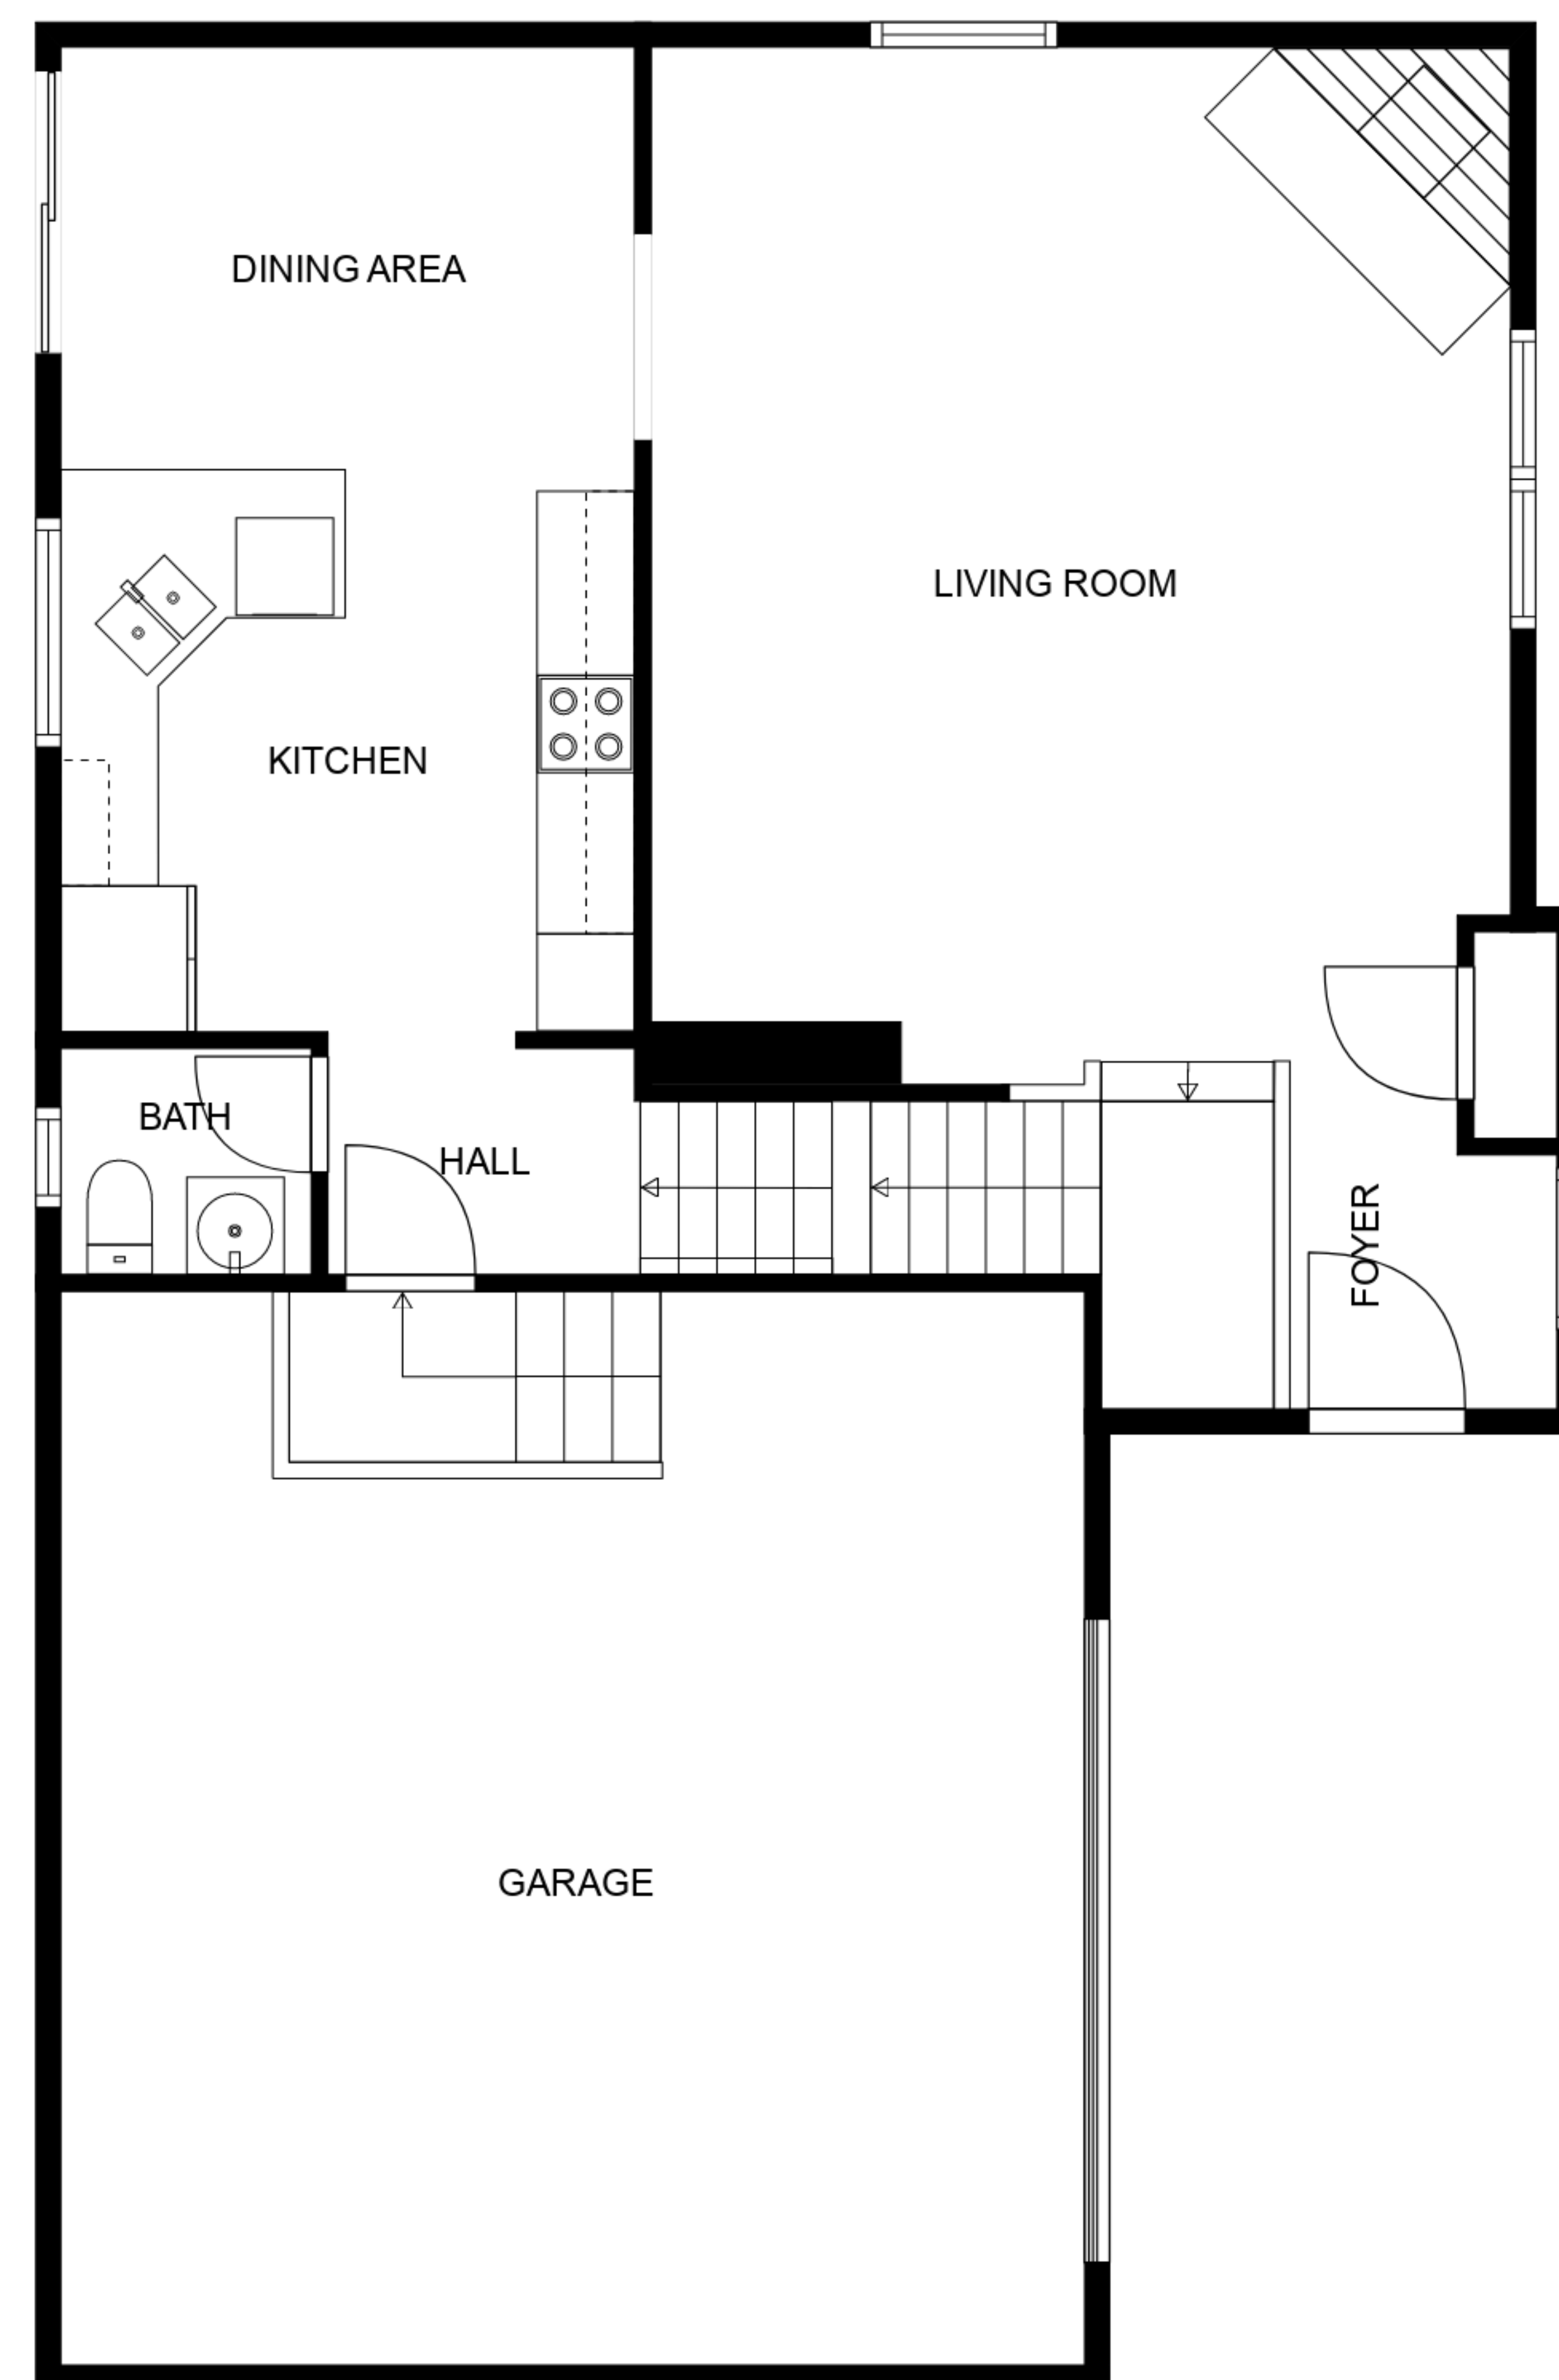 DINING AREA
LIVING ROOM
KITCHEN
BATH
HALL
FOYER
GARAGE